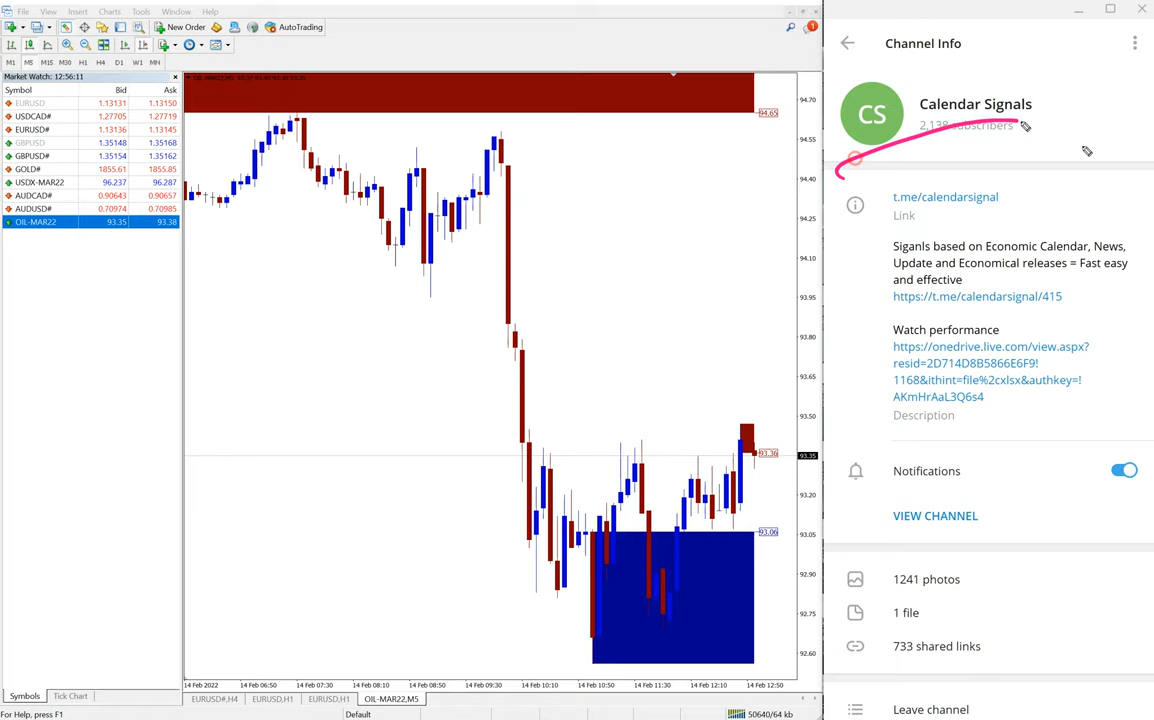 File View Insert Charts Tools Window Help
New Order AutoTrading 1
M1 M5 M15 M30 H1 H4 D1 W1 MN
Market Watch: 12:56:11
Symbol Bid Ask
EURUSD 1.13131 1.13150
USDCAD# 1.27705 1.27719
EURUSD# 1.13136 1.13145
GBPUSD 1.35148 1.35168
GBPUSD# 1.35154 1.35162
GOLD# 1855.61 1855.85
USDX-MAR22 96.237 96.287
AUDCAD# 0.90643 0.90657
AUDUSD# 0.70974 0.70985
OIL-MAR22 93.35 93.38
Symbols Tick Chart
94.65
93.36
93.06
94.70
94.55
94.40
94.25
94.10
93.95
93.80
93.65
93.50
93.35
93.20
93.05
92.90
92.75
92.60
14 Feb 2022 14 Feb 06:50 14 Feb 07:30 14 Feb 08:10 14 Feb 08:50 14 Feb 09:30 14 Feb 10:10 14 Feb 10:50 14 Feb 11:30 14 Feb 12:10 14 Feb 12:50
EURUSD#,H4 EURUSD,H1 EURUSD,H1 OIL-MAR22,M5
For Help, press F1 Default 50640/64 kb
Channel Info
CS
Calendar Signals
2,138 subscribers
t.me/calendarsignal
Link
Siganls based on Economic Calendar, News,
Update and Economical releases = Fast easy
and effective
https://t.me/calendarsignal/415
Watch performance
https://onedrive.live.com/view.aspx?
resid=2D714D8B5866E6F9!
1168&ithint=file%2cxlsx&authkey=!
AKmHrAaL3Q6s4
Description
Notifications
VIEW CHANNEL
1241 photos
1 file
733 shared links
Leave channel